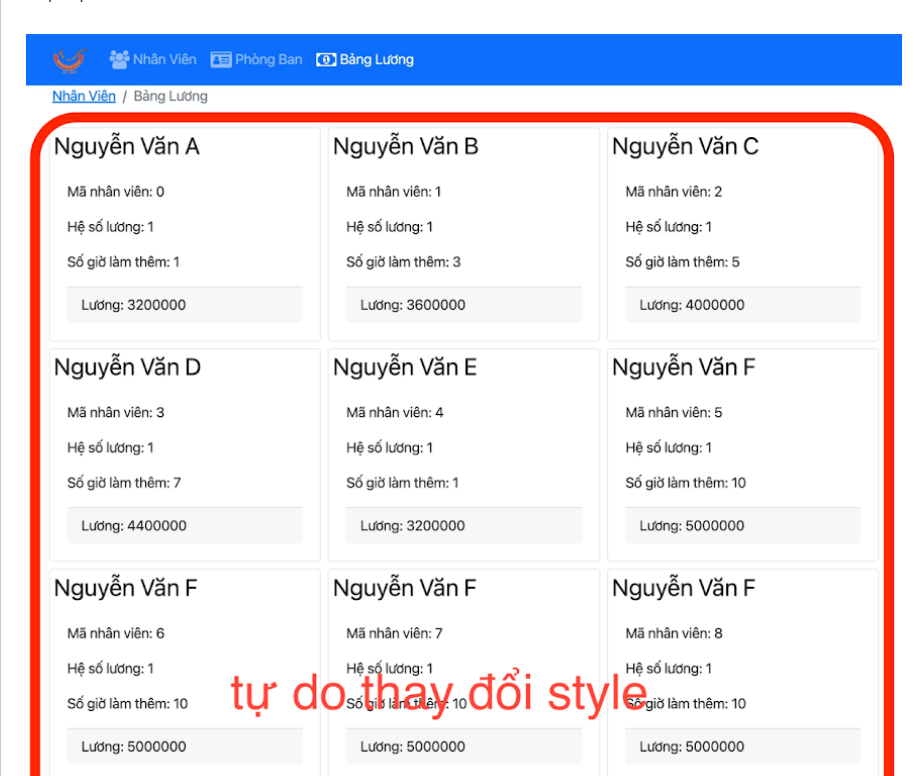 Nhân Viên Phòng Ban Bảng Lương
Nhân Viên / Bảng Lương
Nguyễn Văn A
Mã nhân viên: 0
Hệ số lương: 1
Số giờ làm thêm: 1
Lương: 3200000
Nguyễn Văn B
Mã nhân viên: 1
Hệ số lương: 1
Số giờ làm thêm: 3
Lương: 3600000
Nguyễn Văn C
Mã nhân viên: 2
Hệ số lương: 1
Số giờ làm thêm: 5
Lương: 4000000
Nguyễn Văn D
Mã nhân viên: 3
Hệ số lương: 1
Số giờ làm thêm: 7
Lương: 4400000
Nguyễn Văn E
Mã nhân viên: 4
Hệ số lương: 1
Số giờ làm thêm: 1
Lương: 3200000
Nguyễn Văn F
Mã nhân viên: 5
Hệ số lương: 1
Số giờ làm thêm: 10
Lương: 5000000
Nguyễn Văn F
Mã nhân viên: 6
Hệ số lương: 1
Số giờ làm thêm: 10
Lương: 5000000
Nguyễn Văn F
Mã nhân viên: 7
Hệ số lương: 1
Số giờ làm thêm: 10
Lương: 5000000
Nguyễn Văn F
Mã nhân viên: 8
Hệ số lương: 1
Số giờ làm thêm: 10
Lương: 5000000
tự do thay đổi style